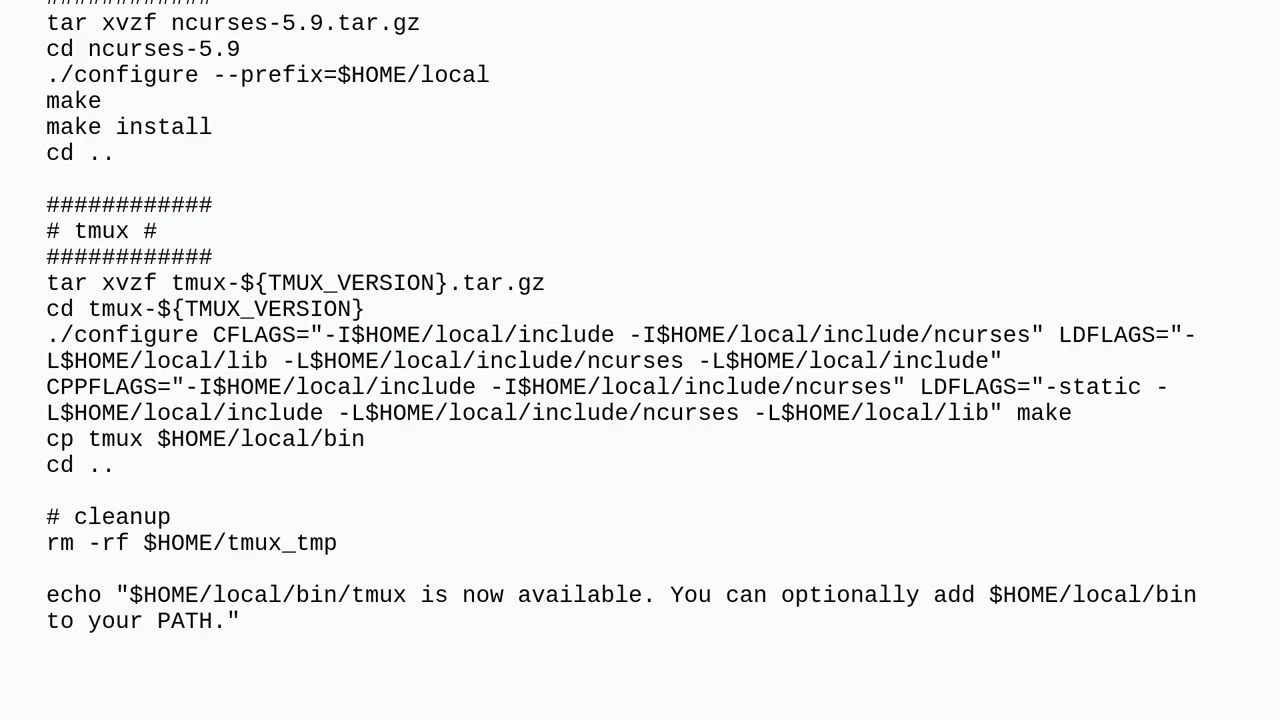 ############
tar xvzf ncurses-5.9.tar.gz
cd ncurses-5.9
./configure --prefix=$HOME/local
make
make install
cd ..

############
# tmux #
############
tar xvzf tmux-${TMUX_VERSION}.tar.gz
cd tmux-${TMUX_VERSION}
./configure CFLAGS="-I$HOME/local/include -I$HOME/local/include/ncurses" LDFLAGS="-
L$HOME/local/lib -L$HOME/local/include/ncurses -L$HOME/local/include"
CPPFLAGS="-I$HOME/local/include -I$HOME/local/include/ncurses" LDFLAGS="-static -
L$HOME/local/include -L$HOME/local/include/ncurses -L$HOME/local/lib" make
cp tmux $HOME/local/bin
cd ..

# cleanup
rm -rf $HOME/tmux_tmp

echo "$HOME/local/bin/tmux is now available. You can optionally add $HOME/local/bin
to your PATH."